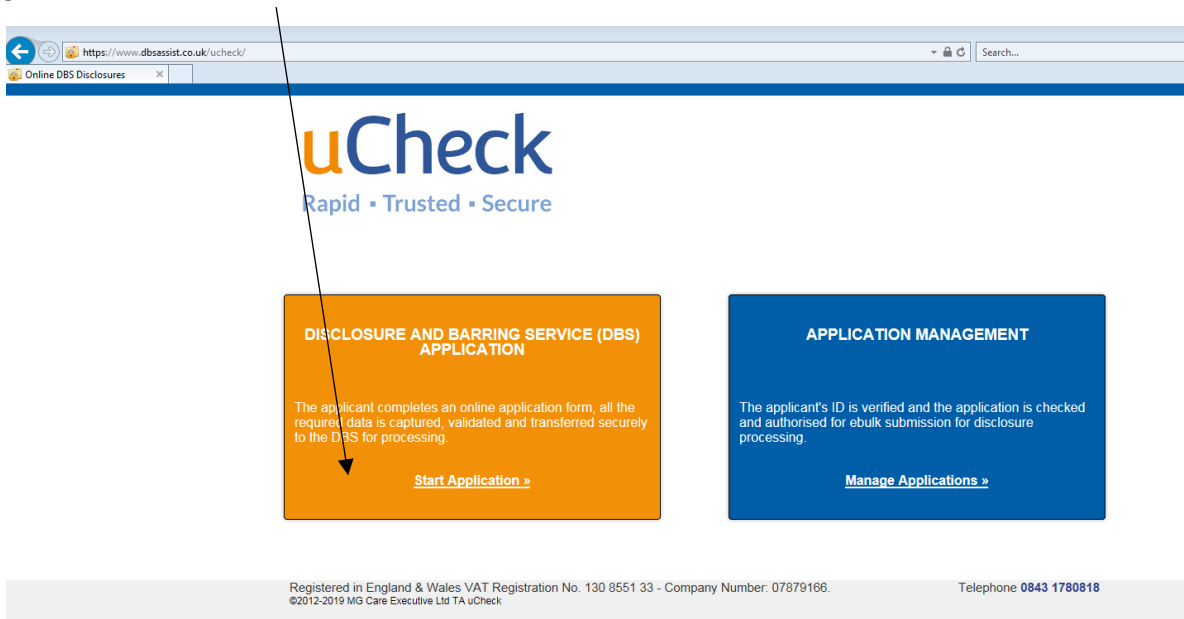 https://www.dbsassist.co.uk/ucheck/
Search...
Online DBS Disclosures
uCheck
Rapid ▪ Trusted ▪ Secure
DISCLOSURE AND BARRING SERVICE (DBS)
APPLICATION
The applicant completes an online application form, all the
required data is captured, validated and transferred securely
to the DBS for processing.
Start Application »
APPLICATION MANAGEMENT
The applicant's ID is verified and the application is checked
and authorised for ebulk submission for disclosure
processing.
Manage Applications »
Registered in England & Wales VAT Registration No. 130 8551 33 - Company Number: 07879166.
©2012-2019 MG Care Executive Ltd TA uCheck
Telephone 0843 1780818